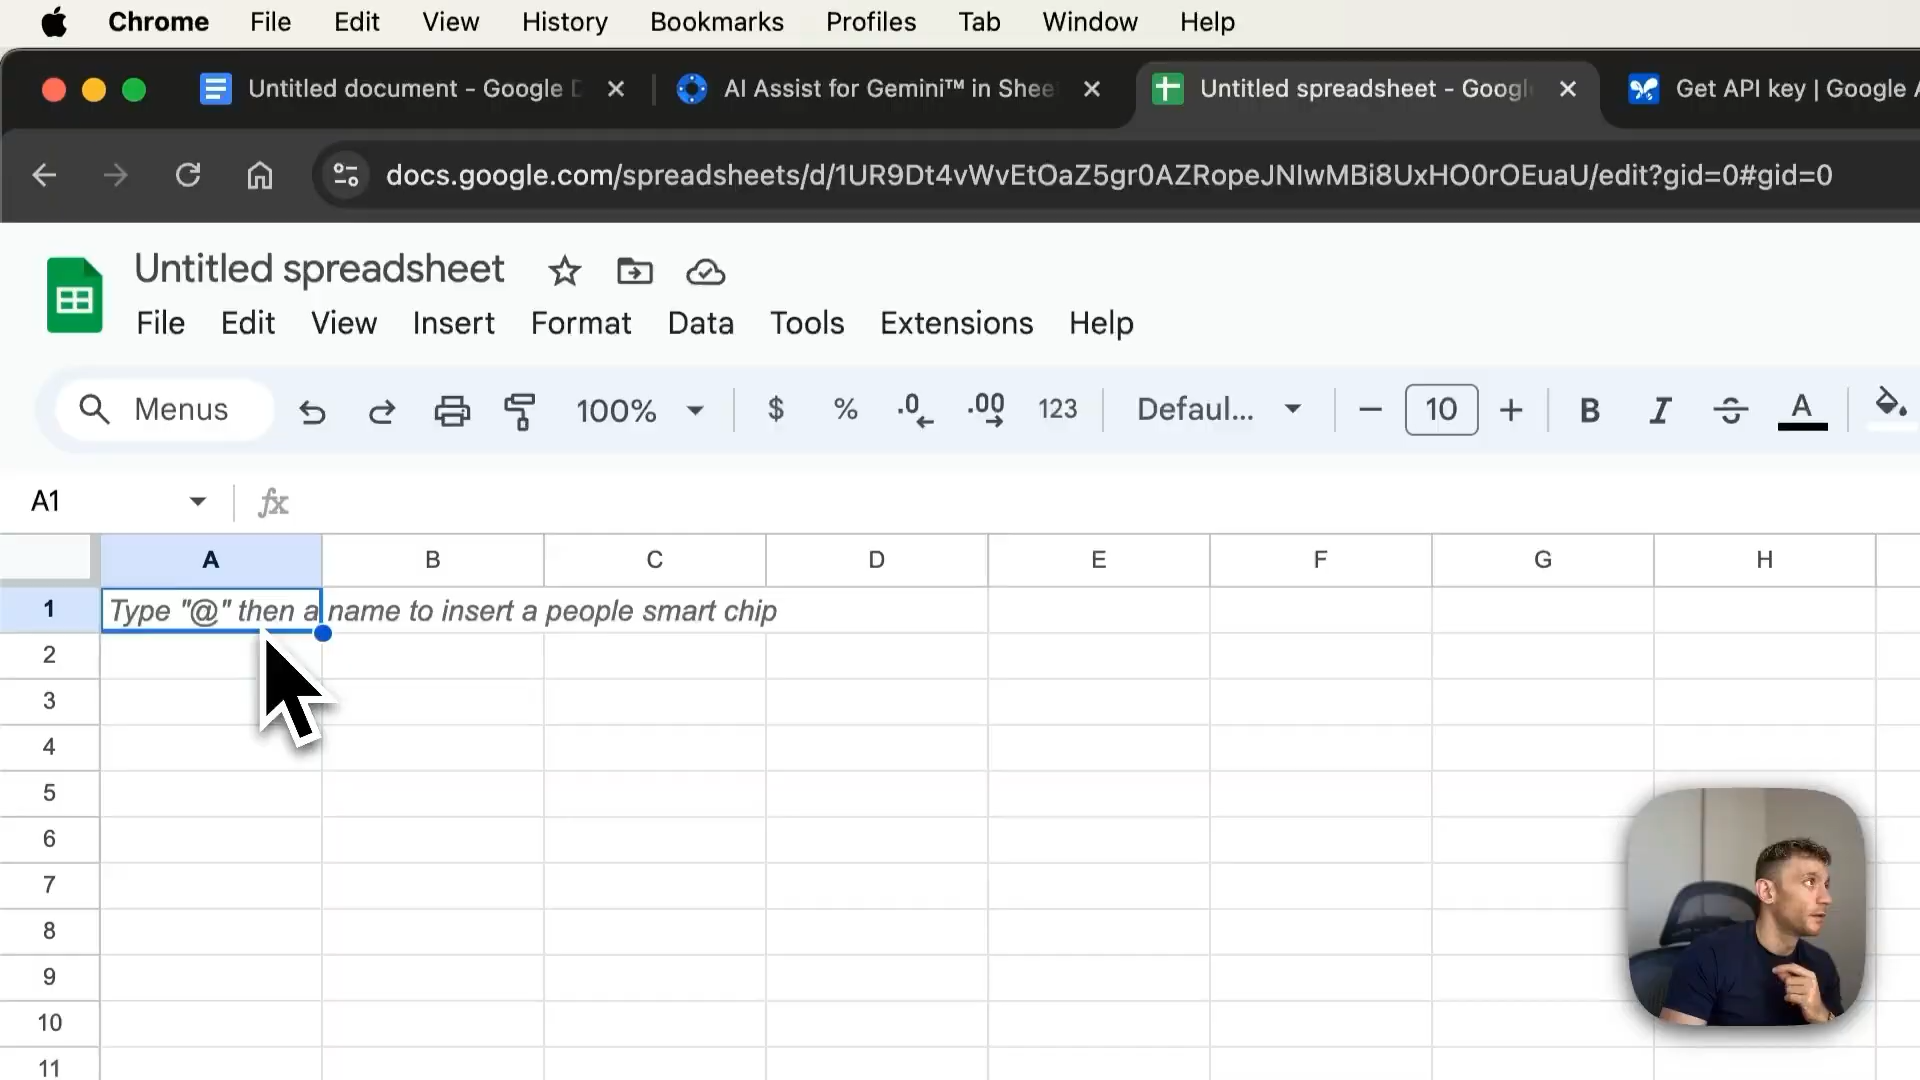 Chrome File Edit View History Bookmarks Profiles Tab Window Help
Untitled document - Google D AI Assist for Gemini™ in Shee Untitled spreadsheet - Googl Get API key | Google A
docs.google.com/spreadsheets/d/1UR9Dt4vWvEtOaZ5gr0AZRopeJNIwMBi8UxHO0rOEuaU/edit?gid=0#gid=0
Untitled spreadsheet
File Edit View Insert Format Data Tools Extensions Help
Menus 100% $ % .0 .00 123 Defaul... 10 B I S A
A1 fx
A B C D E F G H
1 Type "@" then a name to insert a people smart chip
2
3
4
5
6
7
8
9
10
11